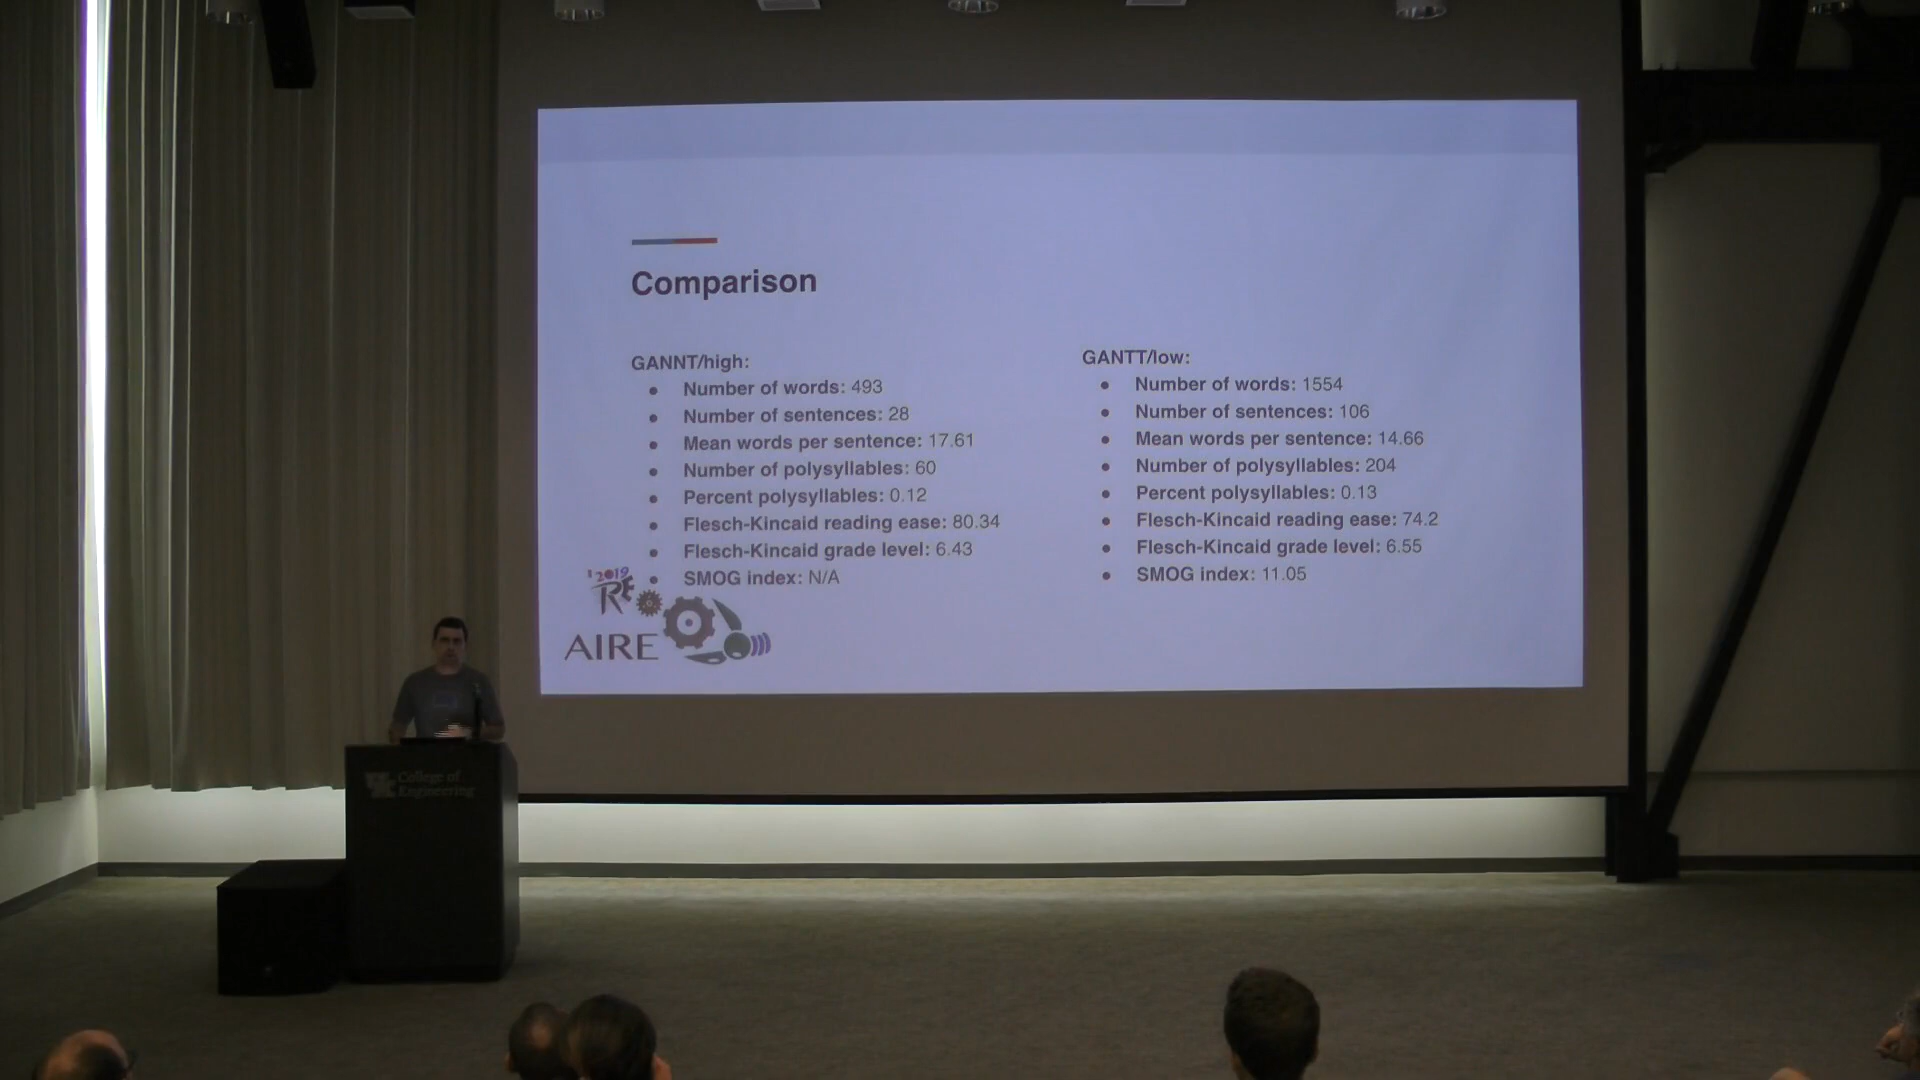 Comparison
GANNT/high:
● Number of words: 493
● Number of sentences: 28
● Mean words per sentence: 17.61
● Number of polysyllables: 60
● Percent polysyllables: 0.12
● Flesch-Kincaid reading ease: 80.34
● Flesch-Kincaid grade level: 6.43
● SMOG index: N/A
GANTT/low:
● Number of words: 1554
● Number of sentences: 106
● Mean words per sentence: 14.66
● Number of polysyllables: 204
● Percent polysyllables: 0.13
● Flesch-Kincaid reading ease: 74.2
● Flesch-Kincaid grade level: 6.55
● SMOG index: 11.05
2019
RE
AIRE
College of
Engineering